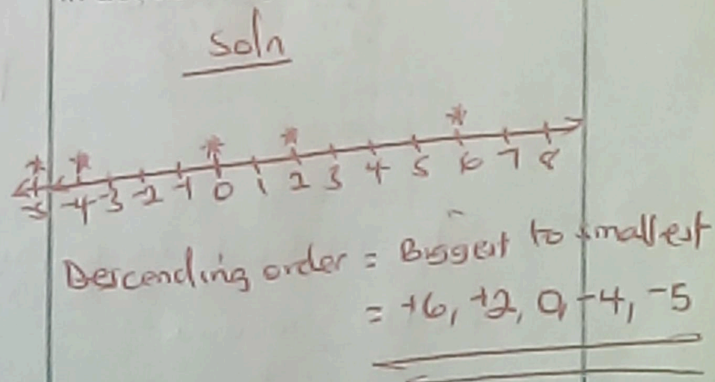 Soln
-5 -4 -3 -2 -1 0 1 2 3 4 5 6 7 8
Descending order = Biggest to smallest
= +6, +2, 0, -4, -5